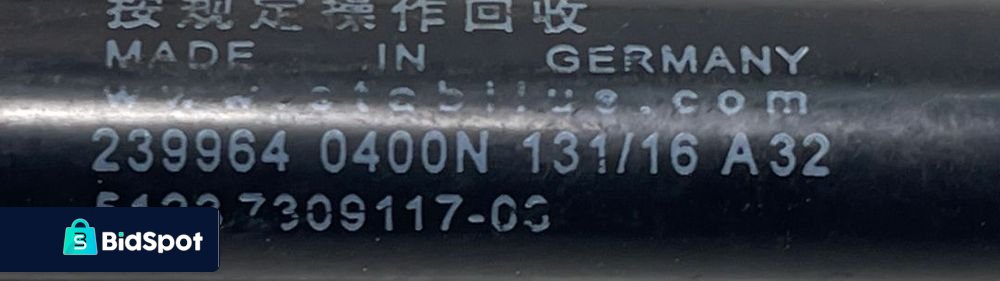 按规定操作回收
MADE IN GERMANY
www.stabilus.com
239964 0400N 131/16 A32
7309117-03
BidSpot